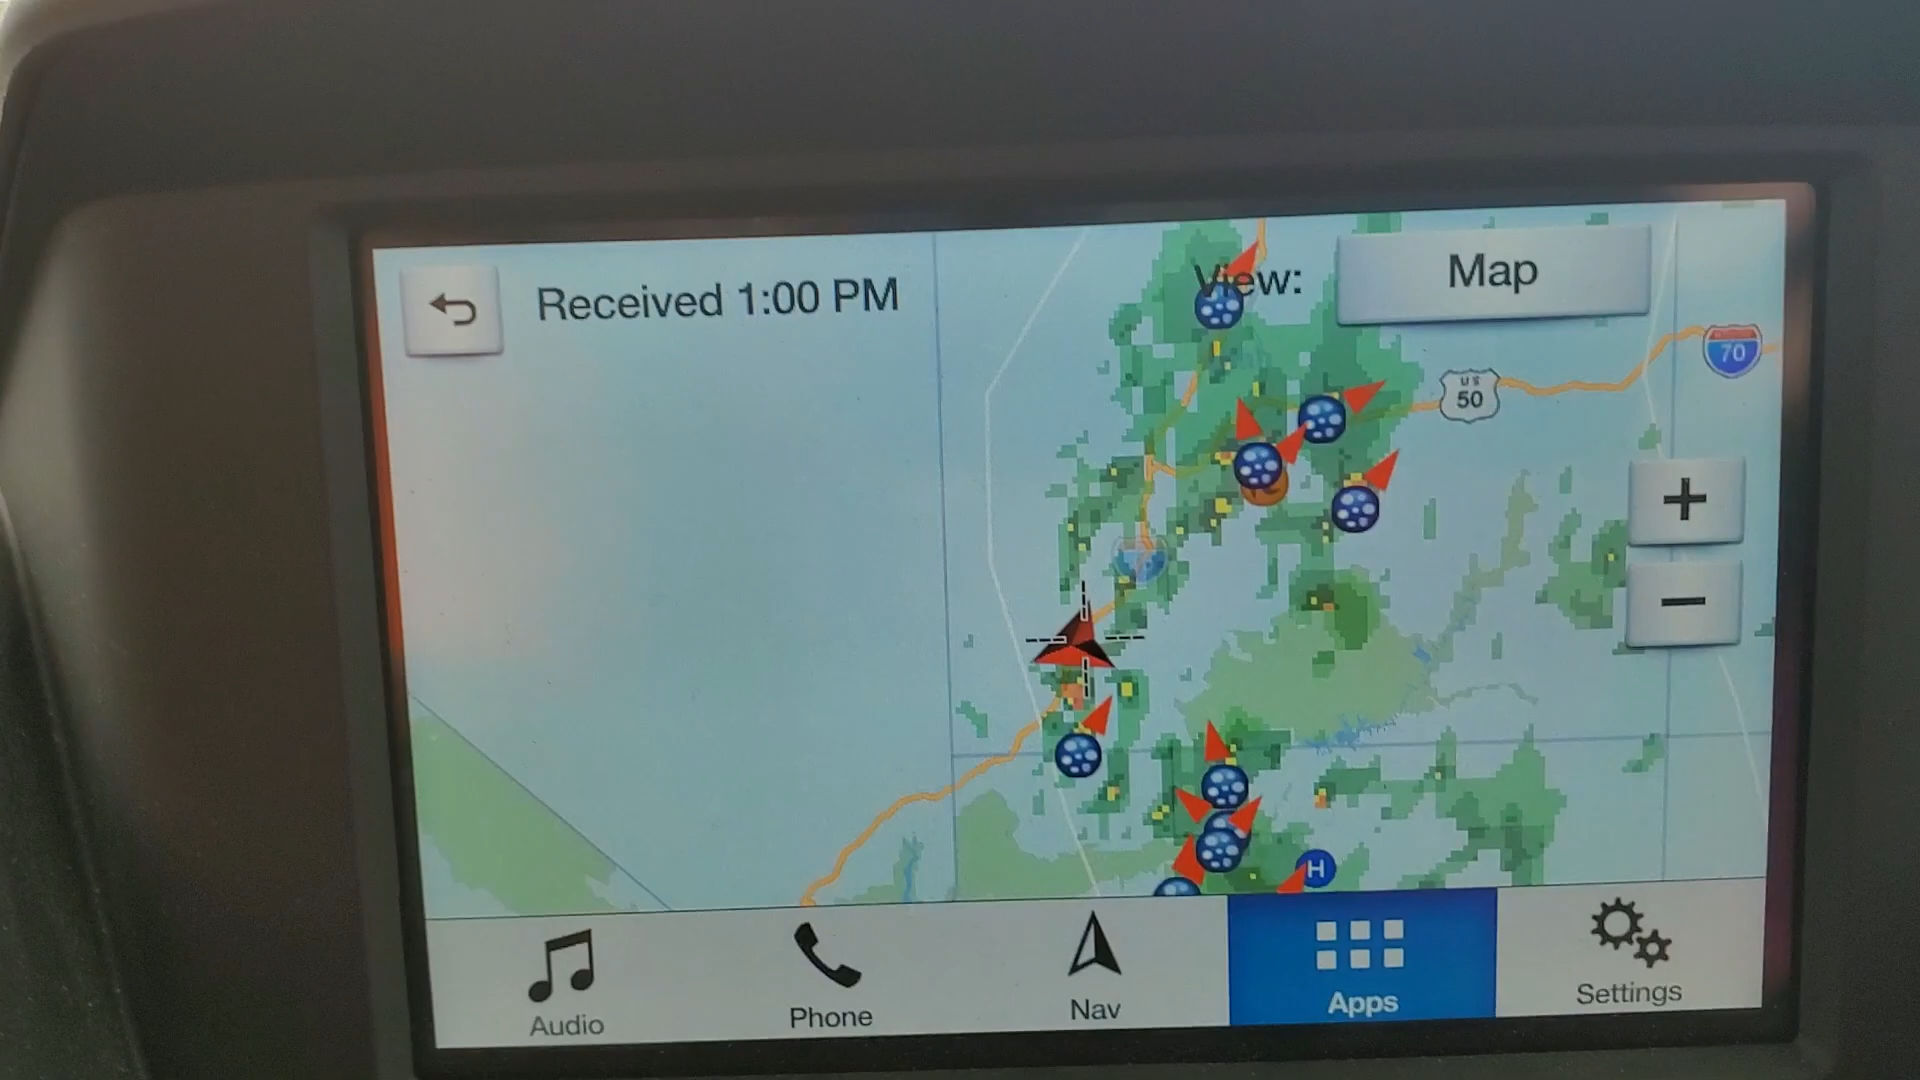 Received 1:00 PM
View:
Map
70
US
50
+
−
H
Audio
Phone
Nav
Apps
Settings